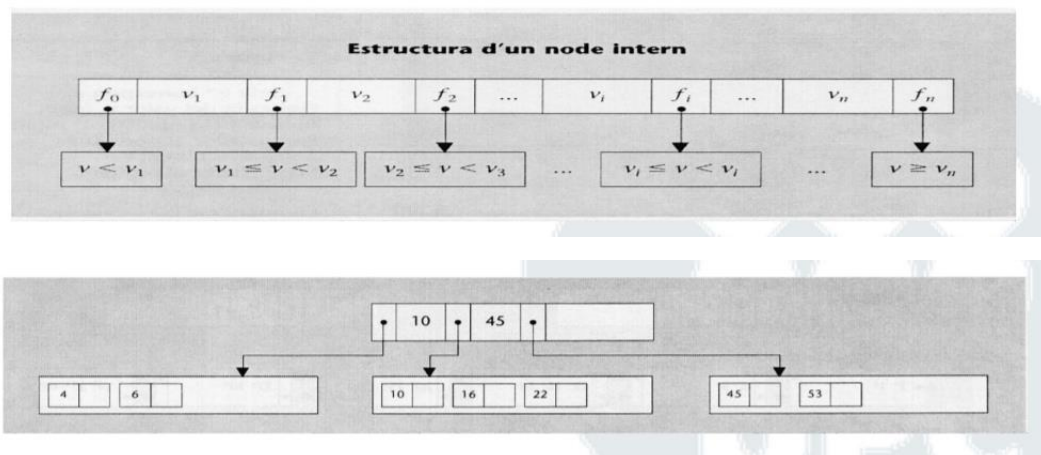 Estructura d'un node intern
f₀ v₁ f₁ v₂ f₂ ... vᵢ fᵢ ... vₙ fₙ
v < v₁ v₁ ≤ v < v₂ v₂ ≤ v < v₃ ... vᵢ ≤ v < vᵢ ... v ≥ vₙ
10 45
4 6 10 16 22 45 53